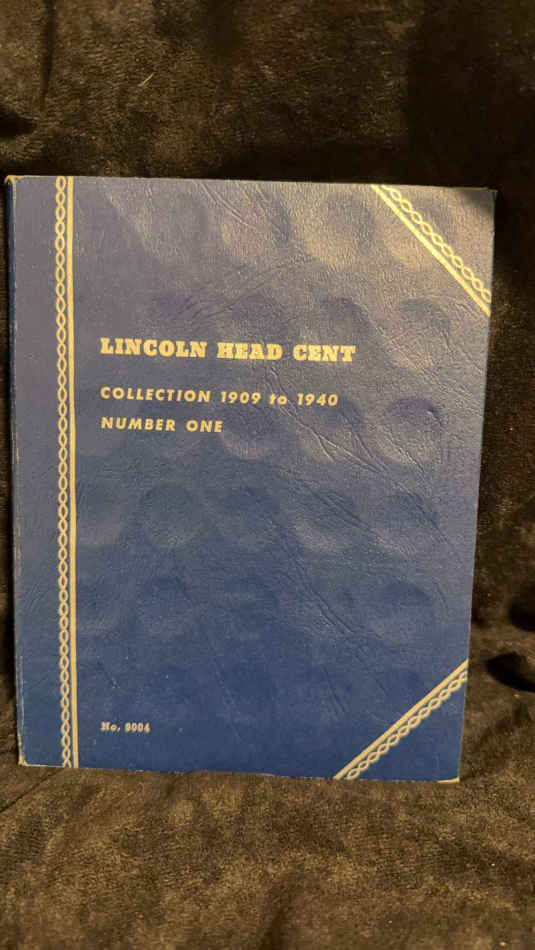 LINCOLN HEAD CENT
COLLECTION 1909 to 1940
NUMBER ONE
No. 9004